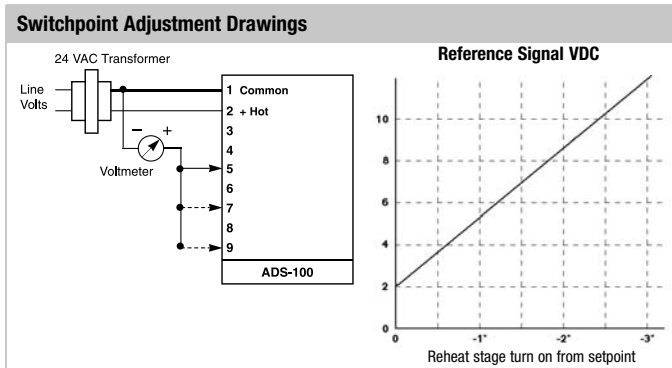 Switchpoint Adjustment Drawings
24 VAC Transformer
Line
Volts
1 Common
2 + Hot
3
4
5
6
7
8
9
− +
Voltmeter
ADS-100
Reference Signal VDC
10
8
6
4
2
0
0 -1° -2° -3°
Reheat stage turn on from setpoint